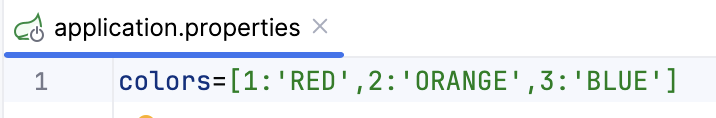 application.properties
1 colors=[1:'RED',2:'ORANGE',3:'BLUE']